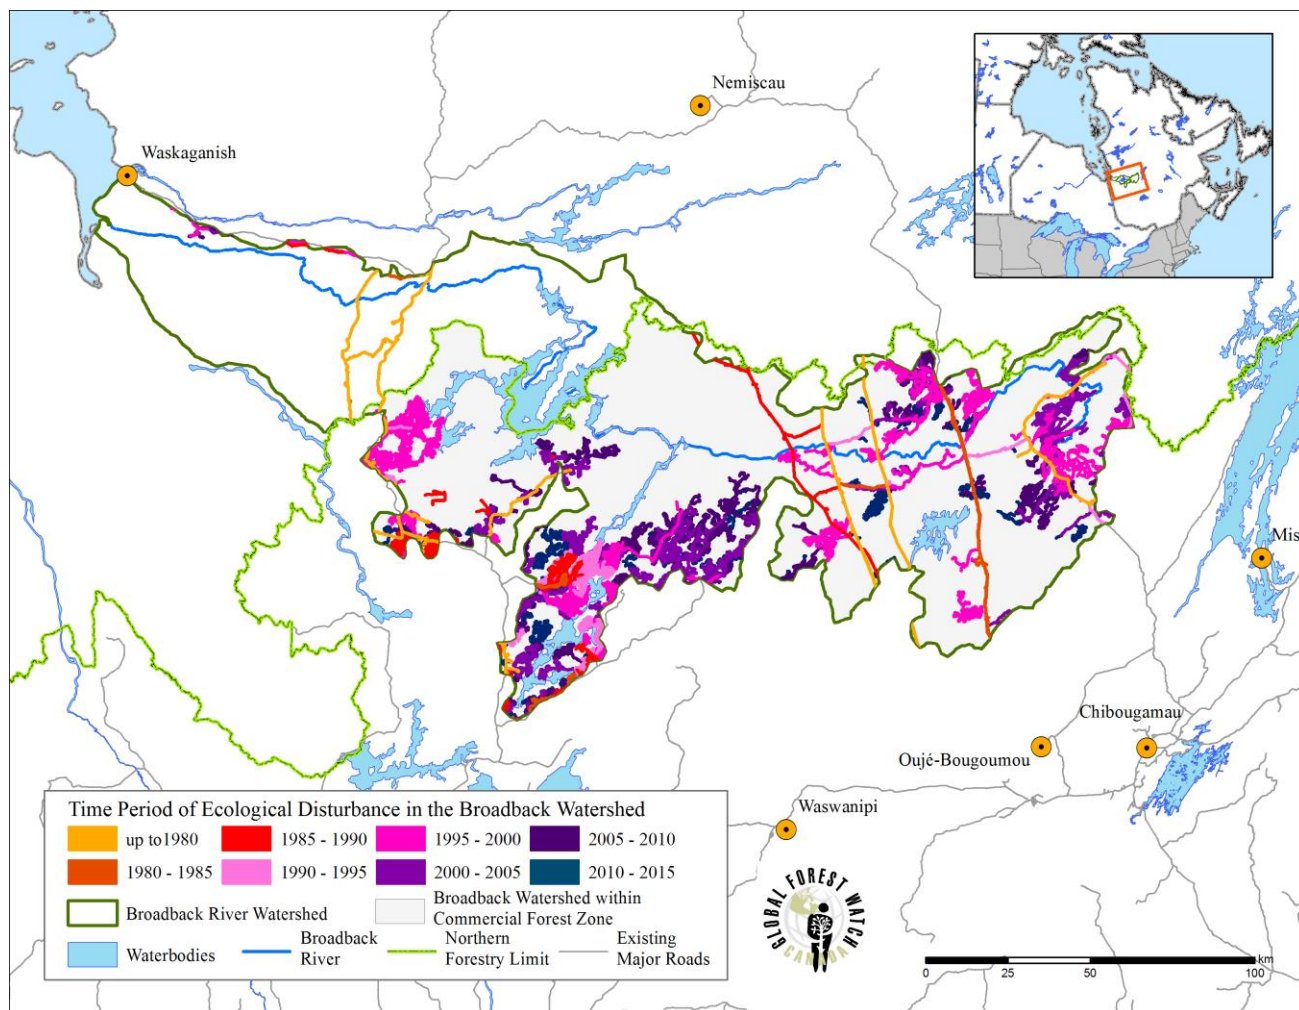 Nemiscau
Waskaganish
Mis
Chibougamau
Oujé-Bougoumou
Waswanipi
Time Period of Ecological Disturbance in the Broadback Watershed
up to1980
1985 - 1990
1995 - 2000
2005 - 2010
1980 - 1985
1990 - 1995
2000 - 2005
2010 - 2015
Broadback River Watershed
Broadback Watershed within
Commercial Forest Zone
Waterbodies
Broadback
River
Northern
Forestry Limit
Existing
Major Roads
GLOBAL FOREST WATCH
CANADA
km
0 25 50 100